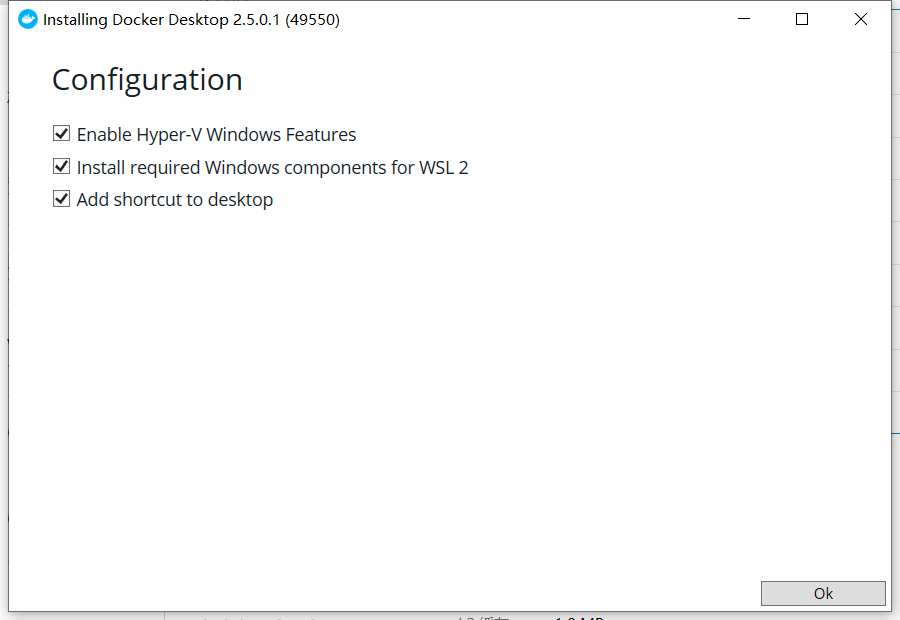 Installing Docker Desktop 2.5.0.1 (49550)
Configuration
Enable Hyper-V Windows Features
Install required Windows components for WSL 2
Add shortcut to desktop
Ok